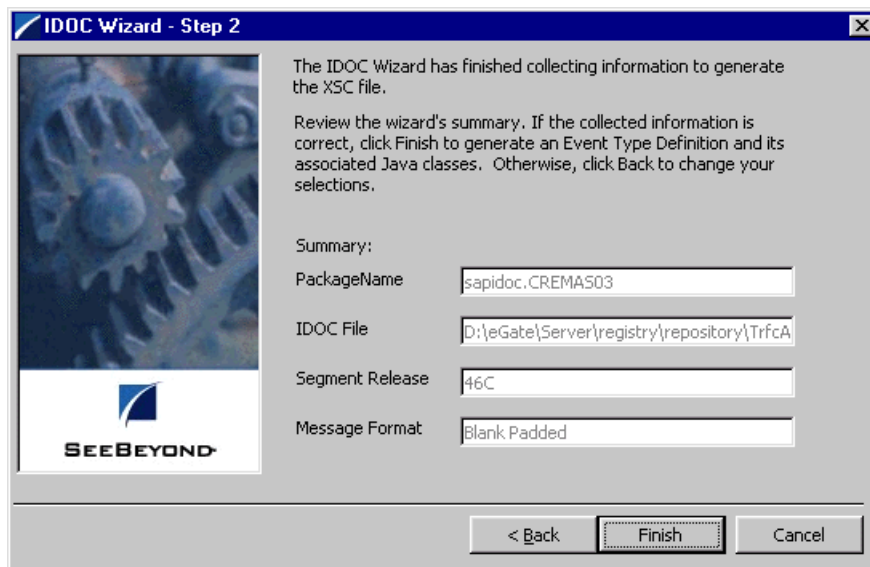 IDOC Wizard - Step 2
The IDOC Wizard has finished collecting information to generate
the XSC file.
Review the wizard's summary. If the collected information is
correct, click Finish to generate an Event Type Definition and its
associated Java classes. Otherwise, click Back to change your
selections.
Summary:
PackageName sapidoc.CREMAS03
IDOC File D:\eGate\Server\registry\repository\TrfcA
Segment Release 46C
Message Format Blank Padded
SEEBEYOND
< Back Finish Cancel